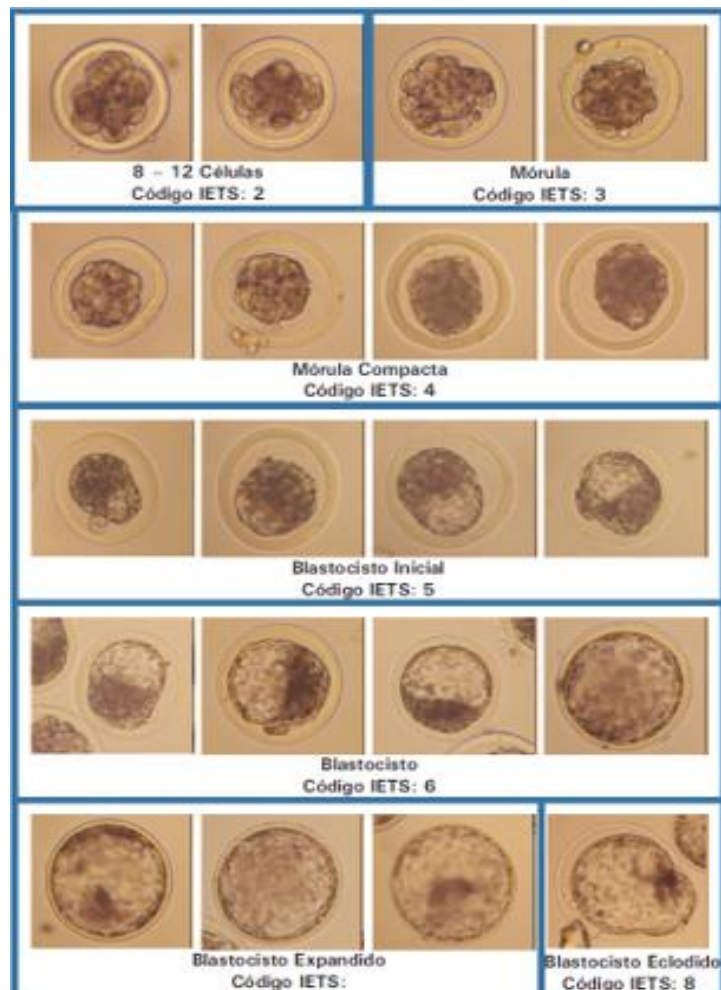 8 - 12 Células
Código IETS: 2
Mórula
Código IETS: 3
Mórula Compacta
Código IETS: 4
Blastocisto Inicial
Código IETS: 5
Blastocisto
Código IETS: 6
Blastocisto Expandido
Código IETS:
Blastocisto Eclodido
Código IETS: 8